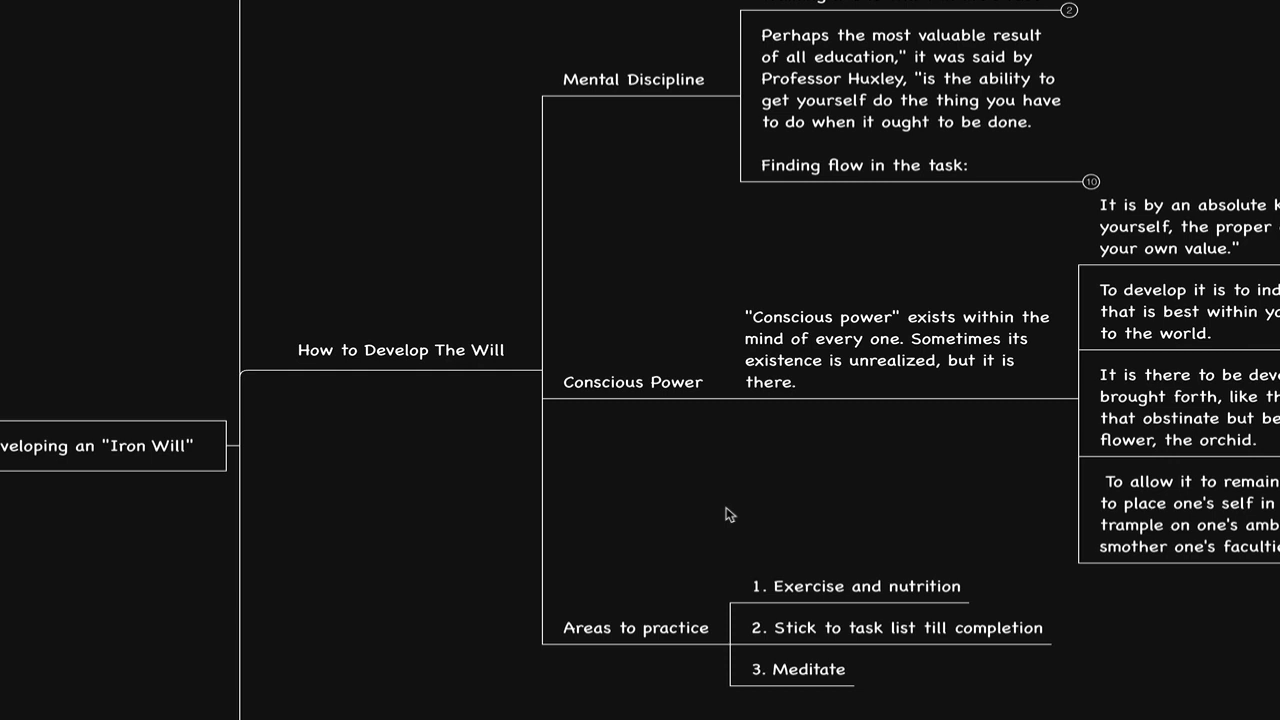 2
Perhaps the most valuable result
of all education," it was said by
Professor Huxley, "is the ability to
get yourself do the thing you have
to do when it ought to be done.
Finding flow in the task:
10
Mental Discipline
It is by an absolute
yourself, the proper
your own value."
To develop it is to
that is best within
to the world.
It is there to be
brought forth, like
that obstinate but
flower, the orchid.
To allow it to remain
to place one's self in
trample on one's
smother one's
"Conscious power" exists within the
mind of every one. Sometimes its
existence is unrealized, but it is
there.
Conscious Power
How to Develop The Will
veloping an "Iron Will"
Areas to practice
1. Exercise and nutrition
2. Stick to task list till completion
3. Meditate